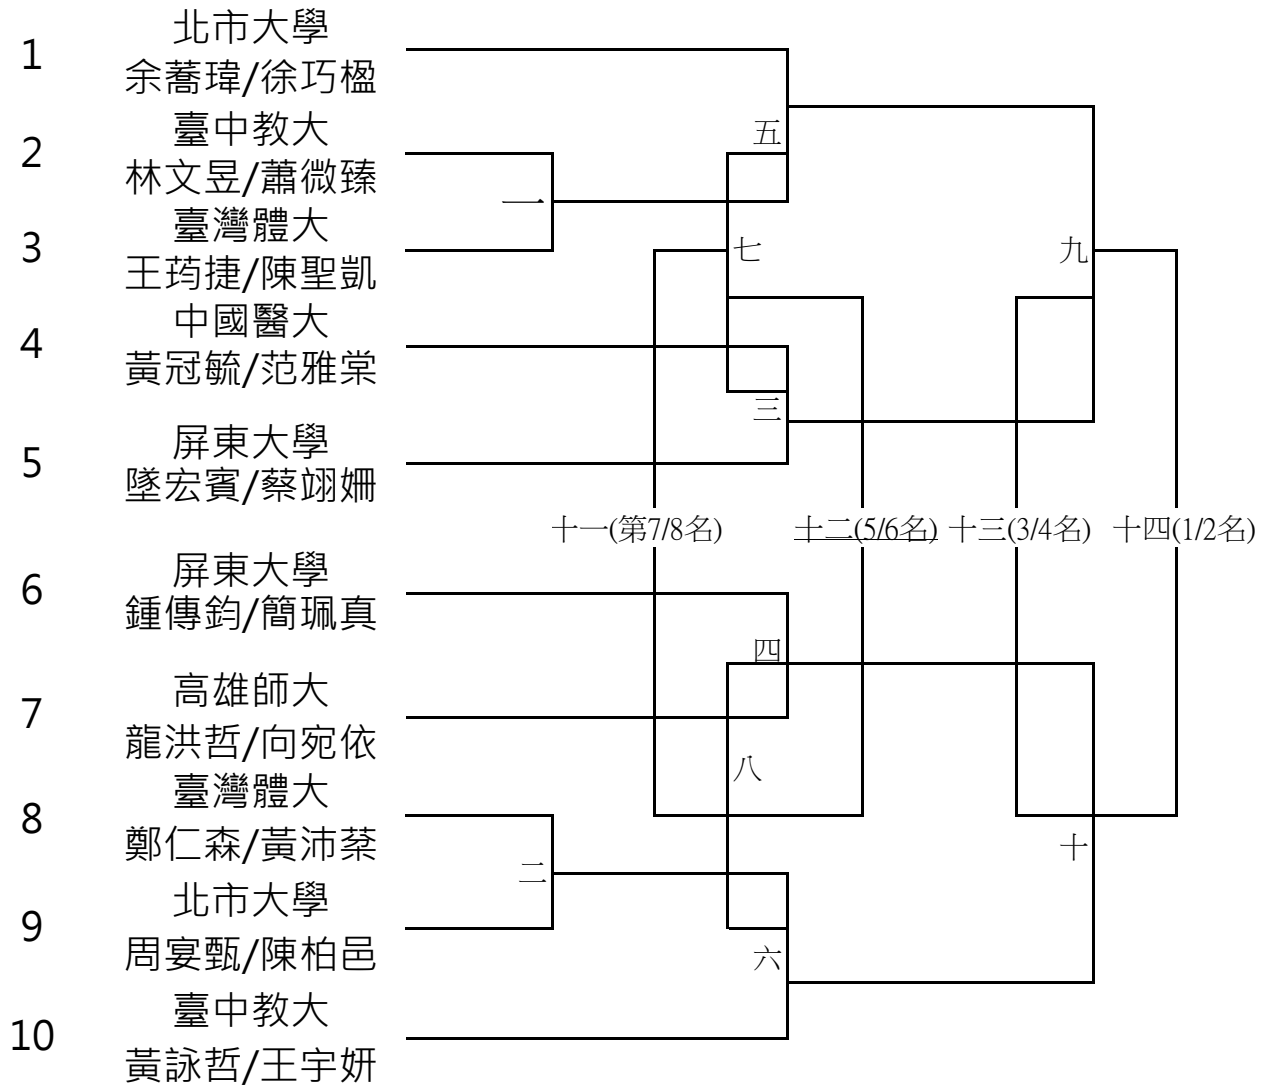 北市大學
1
余蕎瑋/徐巧楹
臺中教大
2
林文昱/蕭微臻
臺灣體大
3
王荺捷/陳聖凱
中國醫大
4
黃冠毓/范雅棠
屏東大學
5
墜宏賓/蔡翊姍
屏東大學
6
鍾傳鈞/簡珮真
高雄師大
7
龍洪哲/向宛依
臺灣體大
8
鄭仁森/黃沛棻
北市大學
9
周宴甄/陳柏邑
臺中教大
10
黃詠哲/王宇妍
五
一
七
九
三
十一(第7/8名)
十二(5/6名)
十三(3/4名)
十四(1/2名)
四
八
十
二
六